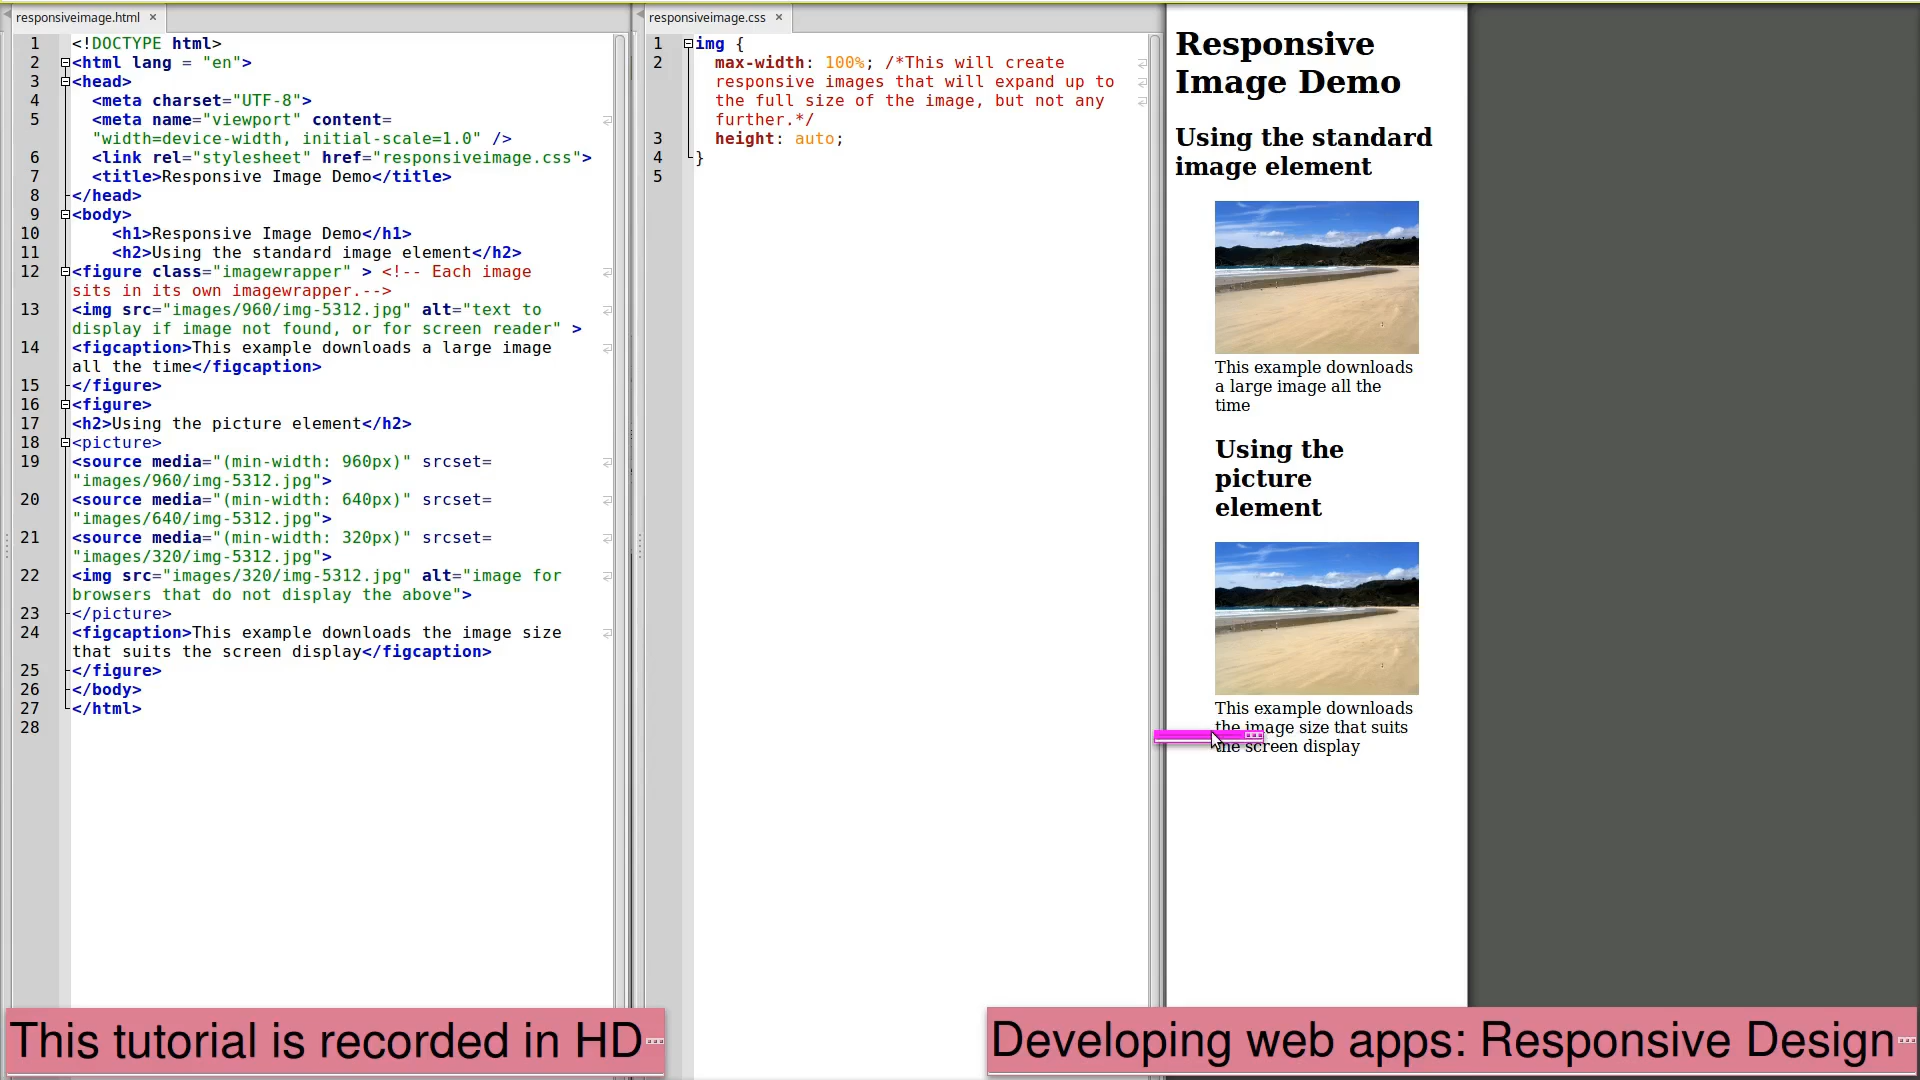 responsiveimage.html ×
1 <!DOCTYPE html>
2 <html lang = "en">
3 <head>
4 <meta charset="UTF-8">
5 <meta name="viewport" content=
"width=device-width, initial-scale=1.0" />
6 <link rel="stylesheet" href="responsiveimage.css">
7 <title>Responsive Image Demo</title>
8 </head>
9 <body>
10 <h1>Responsive Image Demo</h1>
11 <h2>Using the standard image element</h2>
12 <figure class="imagewrapper" > <!-- Each image
sits in its own imagewrapper.-->
13 <img src="images/960/img-5312.jpg" alt="text to
display if image not found, or for screen reader" >
14 <figcaption>This example downloads a large image
all the time</figcaption>
15 </figure>
16 <figure>
17 <h2>Using the picture element</h2>
18 <picture>
19 <source media="(min-width: 960px)" srcset=
"images/960/img-5312.jpg">
20 <source media="(min-width: 640px)" srcset=
"images/640/img-5312.jpg">
21 <source media="(min-width: 320px)" srcset=
"images/320/img-5312.jpg">
22 <img src="images/320/img-5312.jpg" alt="image for
browsers that do not display the above">
23 </picture>
24 <figcaption>This example downloads the image size
that suits the screen display</figcaption>
25 </figure>
26 </body>
27 </html>
28
responsiveimage.css ×
1 img {
2 max-width: 100%; /*This will create
responsive images that will expand up to
the full size of the image, but not any
further.*/
3 height: auto;
4 }
5
Responsive
Image Demo
Using the standard
image element
This example downloads
a large image all the
time
Using the
picture
element
This example downloads
the image size that suits
the screen display
This tutorial is recorded in HD
Developing web apps: Responsive Design